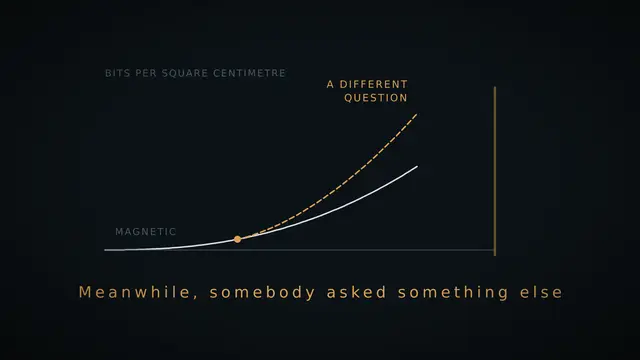 BITS PER SQUARE CENTIMETRE
A DIFFERENT
QUESTION
MAGNETIC
Meanwhile, somebody asked something else